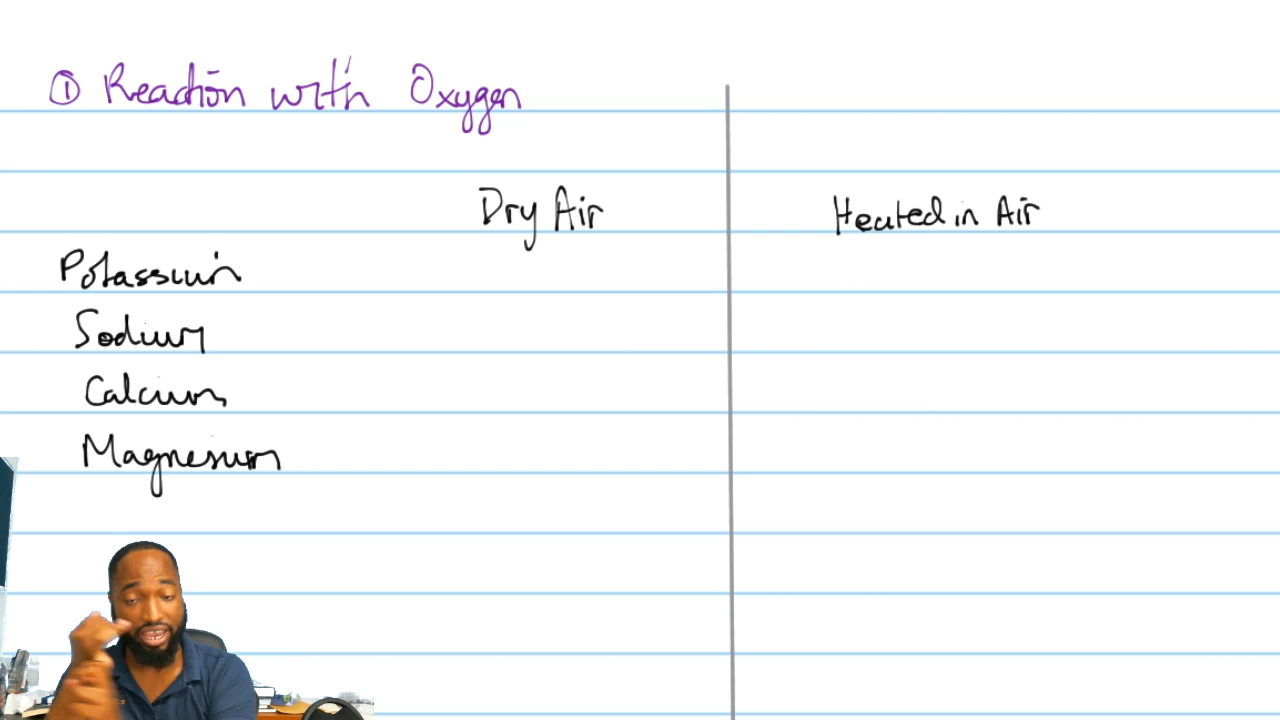 ① Reaction with Oxygen
Dry Air
Heated in Air
Potassium
Sodium
Calcium
Magnesium